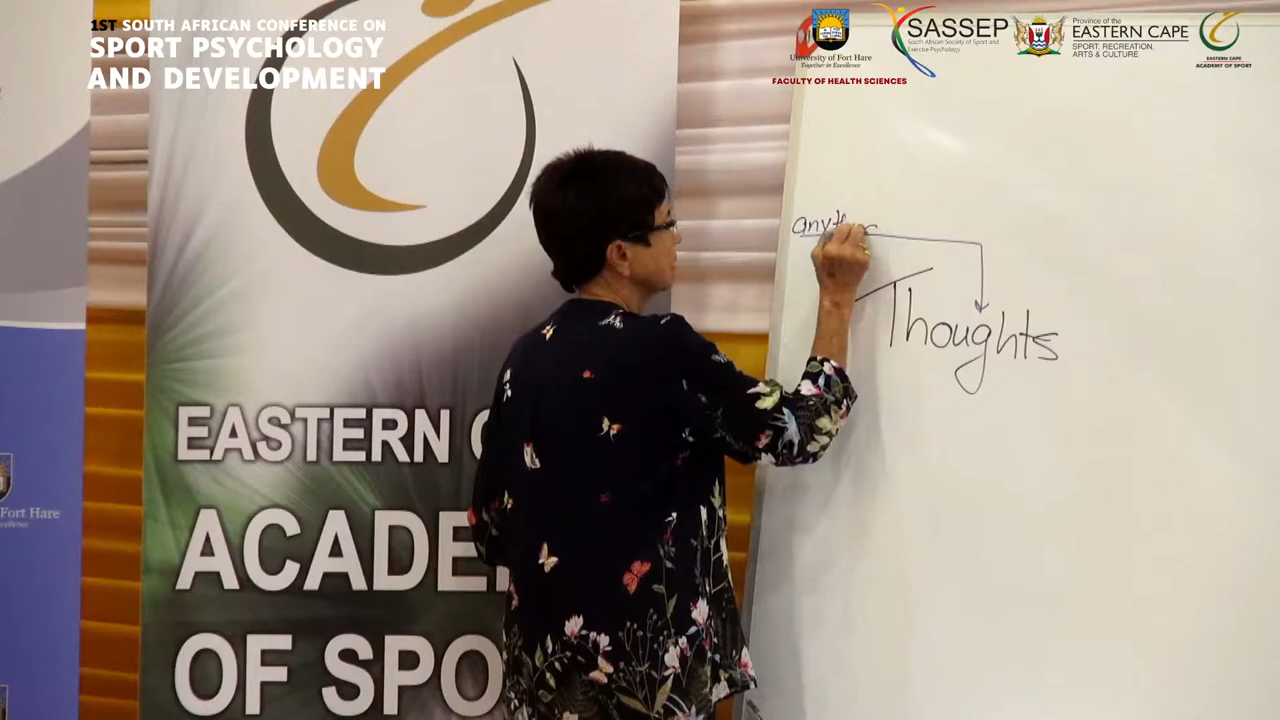 1ST SOUTH AFRICAN CONFERENCE ON
SPORT PSYCHOLOGY
AND DEVELOPMENT
University of Fort Hare
Together in Excellence
FACULTY OF HEALTH SCIENCES
SASSEP
South African Society of Sport and
Exercise Psychology
Province of the
EASTERN CAPE
SPORT, RECREATION,
ARTS & CULTURE
EASTERN CAPE
ACADEMY OF SPORT
Thoughts
EASTERN
ACADE
OF SPO
Fort Hare